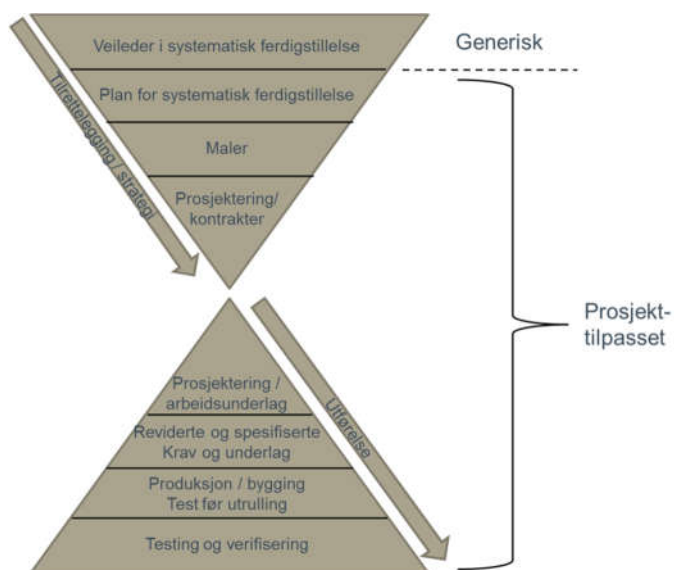 Veileder i systematisk ferdigstillelse
Generisk
Plan for systematisk ferdigstillelse
Maler
Prosjektering/
kontrakter
Tilrettelegging / strategi
Prosjekt-
tilpasset
Prosjektering /
arbeidsunderlag
Reviderte og spesifiserte
Krav og underlag
Produksjon / bygging
Test før utrulling
Testing og verifisering
Utførelse